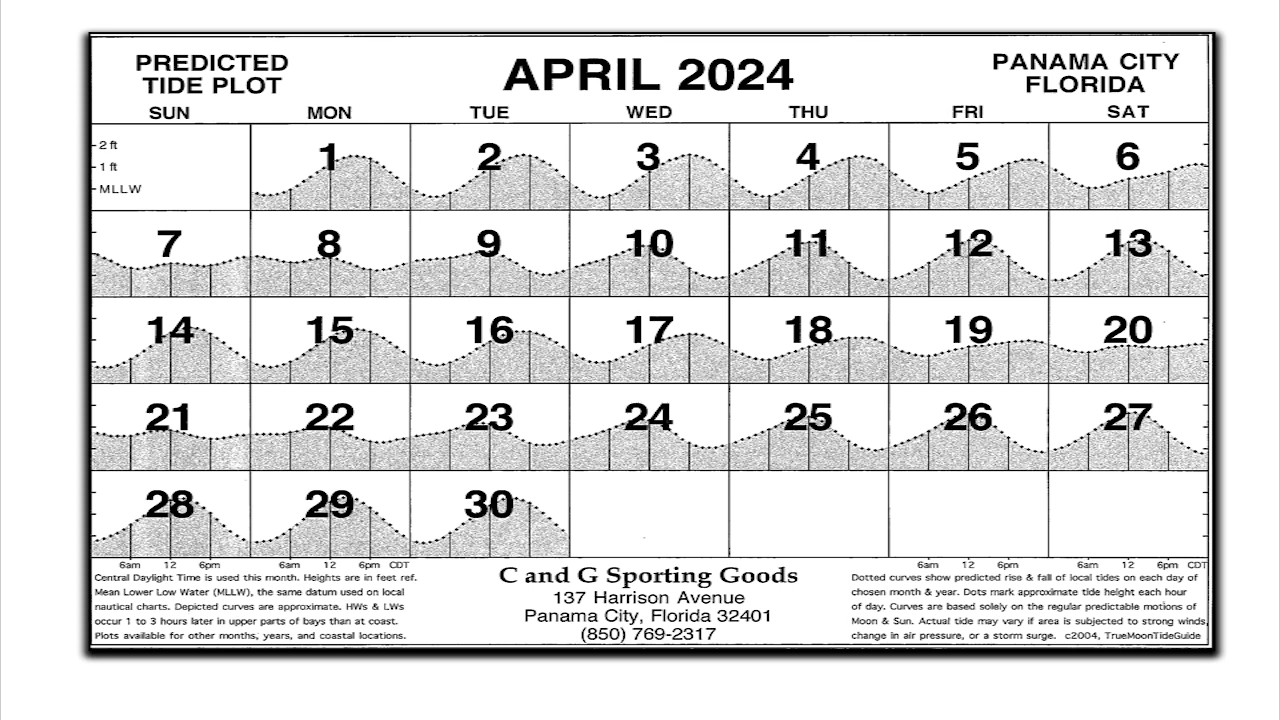 PREDICTED
TIDE PLOT
APRIL 2024
PANAMA CITY
FLORIDA
SUN MON TUE WED THU FRI SAT
2 ft
1 ft
MLLW
1 2 3 4 5 6
7 8 9 10 11 12 13
14 15 16 17 18 19 20
21 22 23 24 25 26 27
28 29 30
6am 12 6pm 6am 12 6pm CDT
6am 12 6pm 6am 12 6pm CDT
Central Daylight Time is used this month. Heights are in feet ref.
Mean Lower Low Water (MLLW), the same datum used on local
nautical charts. Depicted curves are approximate. HWs & LWs
occur 1 to 3 hours later in upper parts of bays than at coast.
Plots available for other months, years, and coastal locations.
C and G Sporting Goods
137 Harrison Avenue
Panama City, Florida 32401
(850) 769-2317
Dotted curves show predicted rise & fall of local tides on each day of
chosen month & year. Dots mark approximate tide height each hour
of day. Curves are based solely on the regular predictable motions of
Moon & Sun. Actual tide may vary if area is subjected to strong winds,
change in air pressure, or a storm surge. c2004, TrueMoonTideGuide